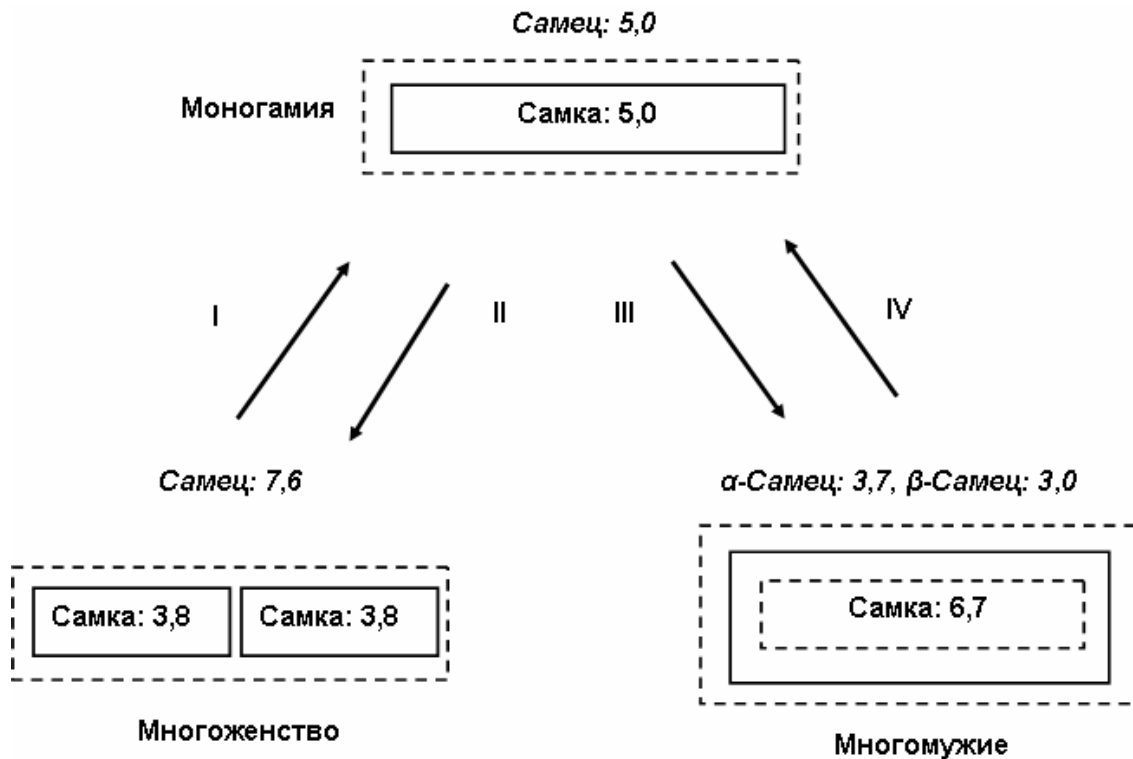 Самец: 5,0
Моногамия
Самка: 5,0
I
II
III
IV
Самец: 7,6
α-Самец: 3,7, β-Самец: 3,0
Самка: 3,8
Самка: 3,8
Самка: 6,7
Многоженство
Многомужие